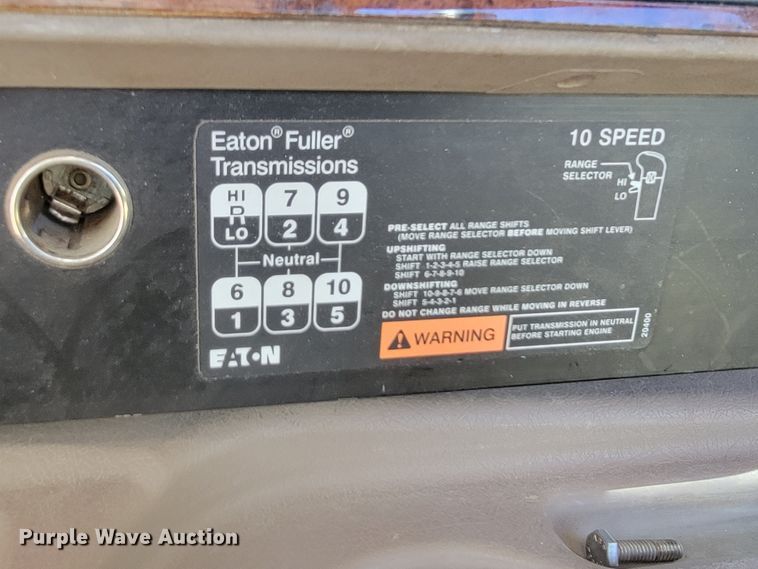 Eaton® Fuller®
Transmissions
10 SPEED
RANGE
SELECTOR
HI
LO
HI 7 9
R
LO 2 4
Neutral
6 8 10
1 3 5
EATON
PRE-SELECT ALL RANGE SHIFTS
(MOVE RANGE SELECTOR BEFORE MOVING SHIFT LEVER)
UPSHIFTING
START WITH RANGE SELECTOR DOWN
SHIFT 1-2-3-4-5 RAISE RANGE SELECTOR
SHIFT 6-7-8-9-10
DOWNSHIFTING
SHIFT 10-9-8-7-6 MOVE RANGE SELECTOR DOWN
SHIFT 5-4-3-2-1
DO NOT CHANGE RANGE WHILE MOVING IN REVERSE
WARNING
PUT TRANSMISSION IN NEUTRAL
BEFORE STARTING ENGINE
20400
Purple Wave Auction